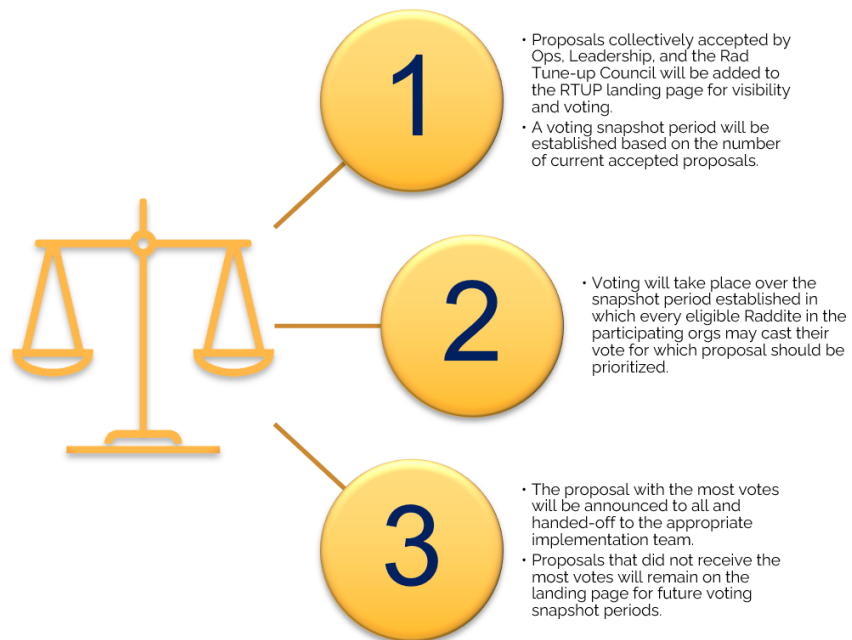 1
• Proposals collectively accepted by
Ops, Leadership, and the Rad
Tune-up Council will be added to
the RTUP landing page for visibility
and voting.
• A voting snapshot period will be
established based on the number
of current accepted proposals.
2
• Voting will take place over the
snapshot period established in
which every eligible Raddite in the
participating orgs may cast their
vote for which proposal should be
prioritized.
3
• The proposal with the most votes
will be announced to all and
handed-off to the appropriate
implementation team.
• Proposals that did not receive the
most votes will remain on the
landing page for future voting
snapshot periods.